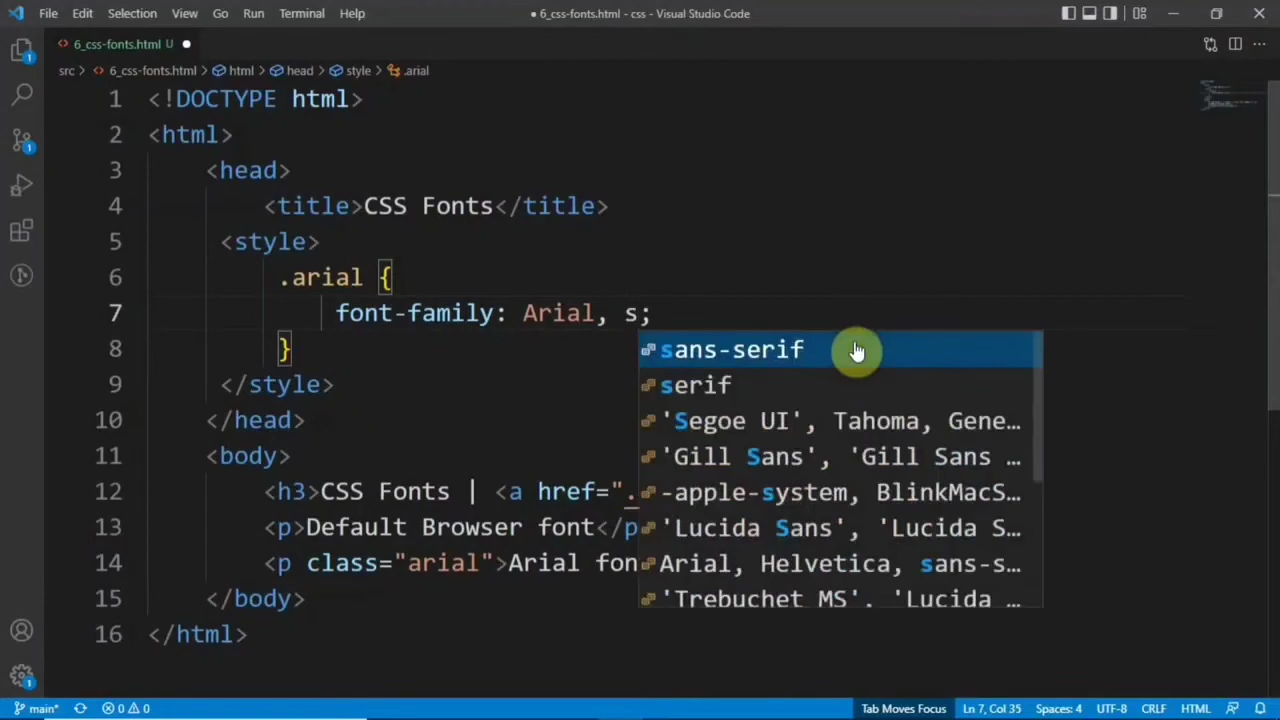 File Edit Selection View Go Run Terminal Help
● 6_css-fonts.html - css - Visual Studio Code
6_css-fonts.html U ●
src > 6_css-fonts.html > html > head > style > .arial
1 <!DOCTYPE html>
2 <html>
3 <head>
4 <title>CSS Fonts</title>
5 <style>
6 .arial {
7 font-family: Arial, s;
8 }
sans-serif
9 </style>
serif
10 </head>
'Segoe UI', Tahoma, Gene…
11 <body>
'Gill Sans', 'Gill Sans …
12 <h3>CSS Fonts | <a href=".
-apple-system, BlinkMacS…
13 <p>Default Browser font</p
'Lucida Sans', 'Lucida S…
14 <p class="arial">Arial fon
Arial, Helvetica, sans-s…
15 </body>
'Trebuchet MS', 'Lucida …
16 </html>
1
1
1
main* 0 0 Tab Moves Focus Ln 7, Col 35 Spaces: 4 UTF-8 CRLF HTML